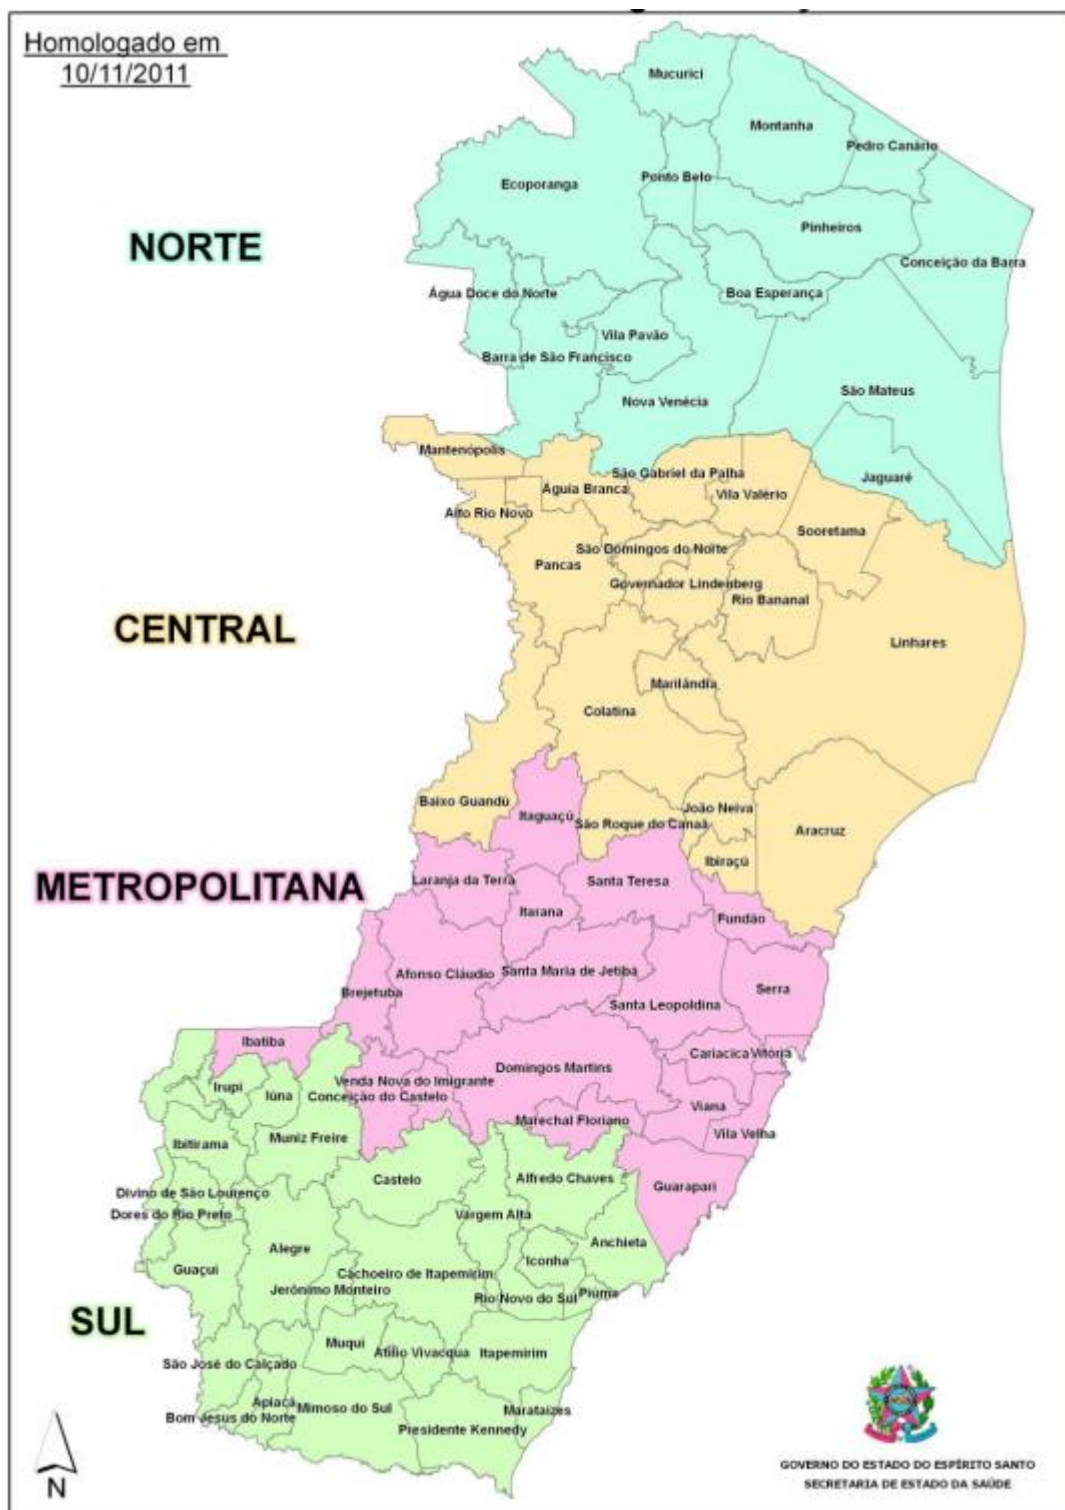 Homologado em
10/11/2011
Mucurici
Montanha
Pedro Canário
Ecoporanga
Ponto Belo
Pinheiros
NORTE
Conceição da Barra
Água Doce do Norte
Boa Esperança
Vila Pavão
Barra de São Francisco
São Mateus
Nova Venécia
Mantenópolis
São Gabriel da Palha
Jaguaré
Águia Branca
Vila Valério
Alto Rio Novo
Sooretama
São Domingos do Norte
Pancas
Governador Lindenberg
Rio Bananal
CENTRAL
Linhares
Marilândia
Colatina
Baixo Guandú
João Neiva
Itaguaçú
São Roque do Canaã
Aracruz
Ibiraçú
METROPOLITANA
Laranja da Terra
Santa Teresa
Itarana
Fundão
Afonso Cláudio
Santa Maria de Jetibá
Brejetuba
Serra
Santa Leopoldina
Ibatiba
Cariacica
Vitória
Domingos Martins
Venda Nova do Imigrante
Irupi
Iúna
Conceição do Castelo
Viana
Marechal Floriano
Vila Velha
Ibitirama
Muniz Freire
Castelo
Alfredo Chaves
Guarapari
Divino de São Lourenço
Dores do Rio Preto
Vargem Alta
Anchieta
Alegre
Iconha
Guaçui
Cachoeiro de Itapemirim
Jerônimo Monteiro
Rio Novo do Sul
Piúma
SUL
Muqui
Atílio Vivacqua
Itapemirim
São José do Calçado
Apiacá
Mimoso do Sul
Marataízes
Bom Jesus do Norte
Presidente Kennedy
N
GOVERNO DO ESTADO DO ESPÍRITO SANTO
SECRETARIA DE ESTADO DA SAÚDE